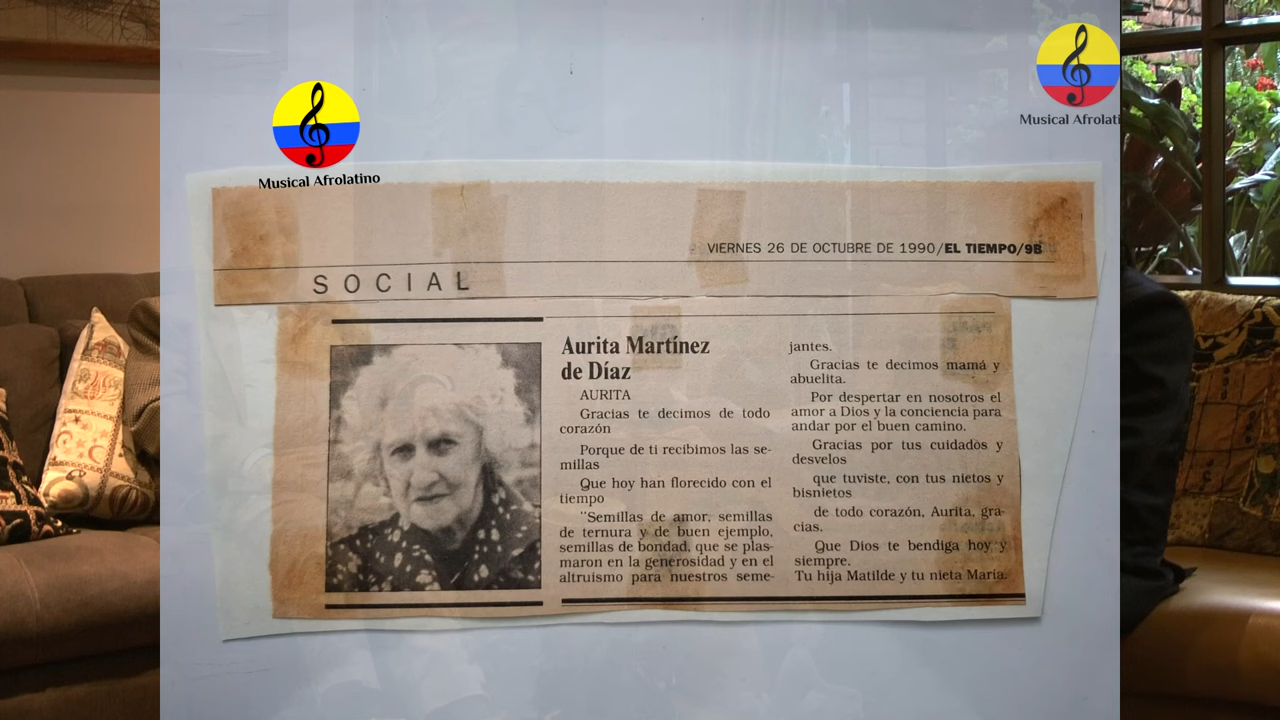 Musical Afrolatino
Musical Afrolati
VIERNES 26 DE OCTUBRE DE 1990/EL TIEMPO/9B
SOCIAL
Aurita Martínez
de Díaz
AURITA
Gracias te decimos de todo
corazón
Porque de ti recibimos las se-
millas
Que hoy han florecido con el
tiempo
"Semillas de amor, semillas
de ternura y de buen ejemplo,
semillas de bondad, que se plas-
maron en la generosidad y en el
altruismo para nuestros seme-
jantes.
Gracias te decimos mamá y
abuelita.
Por despertar en nosotros el
amor a Dios y la conciencia para
andar por el buen camino.
Gracias por tus cuidados y
desvelos
que tuviste, con tus nietos y
bisnietos
de todo corazón, Aurita, gra-
cias.
Que Dios te bendiga hoy y
siempre.
Tu hija Matilde y tu nieta María.